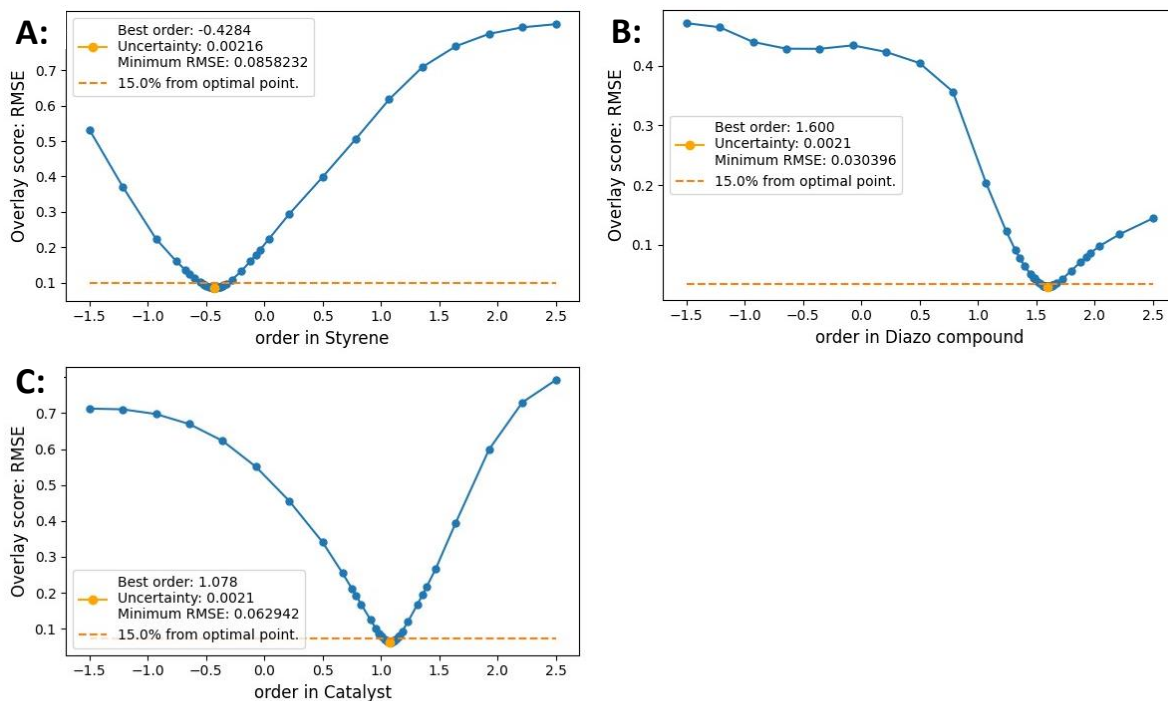 A:
Overlay score: RMSE
0.7
0.6
0.5
0.4
0.3
0.2
0.1
Best order: -0.4284
Uncertainty: 0.00216
Minimum RMSE: 0.0858232
15.0% from optimal point.
−1.5 −1.0 −0.5 0.0 0.5 1.0 1.5 2.0 2.5
order in Styrene
B:
Overlay score: RMSE
0.4
0.3
0.2
0.1
Best order: 1.600
Uncertainty: 0.0021
Minimum RMSE: 0.030396
15.0% from optimal point.
−1.5 −1.0 −0.5 0.0 0.5 1.0 1.5 2.0 2.5
order in Diazo compound
C:
Overlay score: RMSE
0.7
0.6
0.5
0.4
0.3
0.2
0.1
Best order: 1.078
Uncertainty: 0.0021
Minimum RMSE: 0.062942
15.0% from optimal point.
−1.5 −1.0 −0.5 0.0 0.5 1.0 1.5 2.0 2.5
order in Catalyst